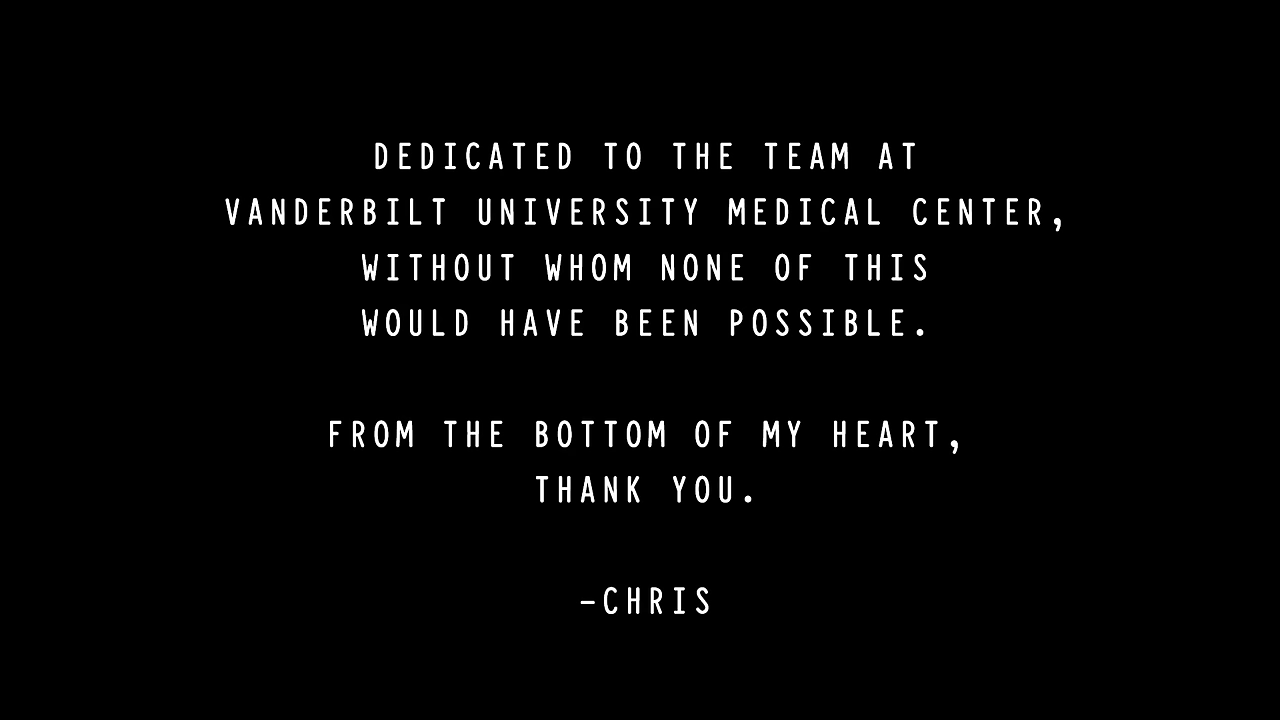 DEDICATED TO THE TEAM AT
VANDERBILT UNIVERSITY MEDICAL CENTER,
WITHOUT WHOM NONE OF THIS
WOULD HAVE BEEN POSSIBLE.
FROM THE BOTTOM OF MY HEART,
THANK YOU.
–CHRIS